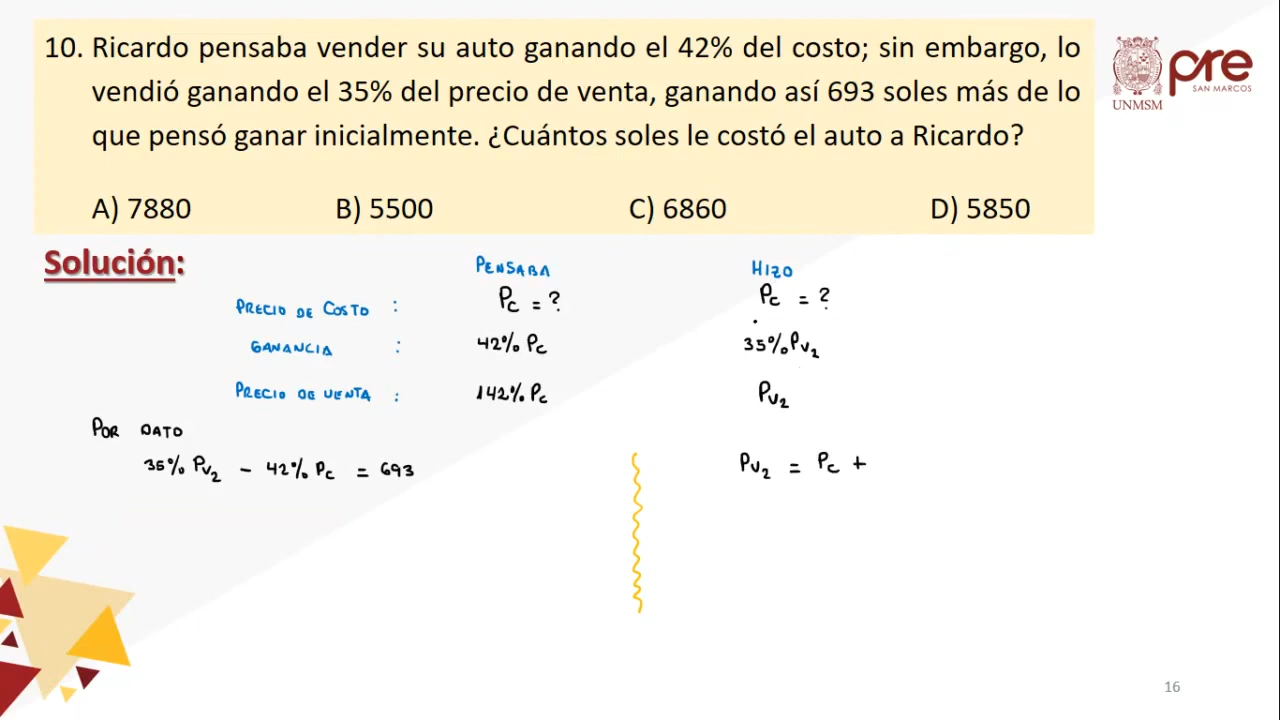 10. Ricardo pensaba vender su auto ganando el 42% del costo; sin embargo, lo
vendió ganando el 35% del precio de venta, ganando así 693 soles más de lo
que pensó ganar inicialmente. ¿Cuántos soles le costó el auto a Ricardo?
A) 7880 B) 5500 C) 6860 D) 5850
UNMSM
pre
SAN MARCOS
Solución:
PENSABA HIZO
PRECIO DE COSTO : Pc = ? Pc = ?
GANANCIA : 42% Pc 35% Pv2
PRECIO DE VENTA : 142% Pc Pv2
POR DATO
35% Pv2 - 42% Pc = 693 Pv2 = Pc +
16